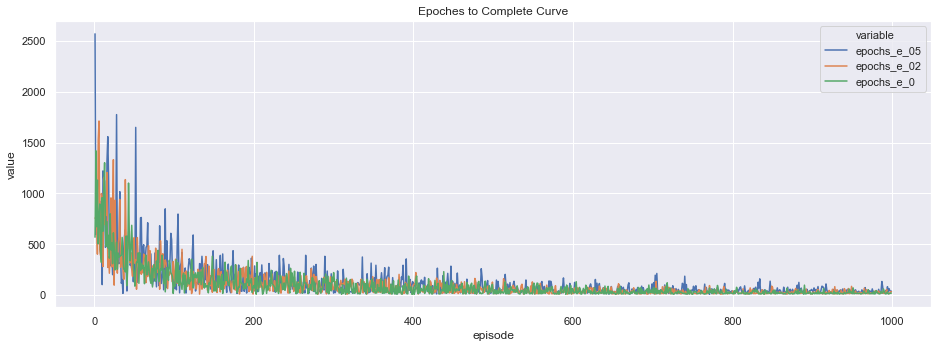 Epoches to Complete Curve
variable
epochs_e_05
epochs_e_02
epochs_e_0
value
2500
2000
1500
1000
500
0
0 200 400 600 800 1000
episode